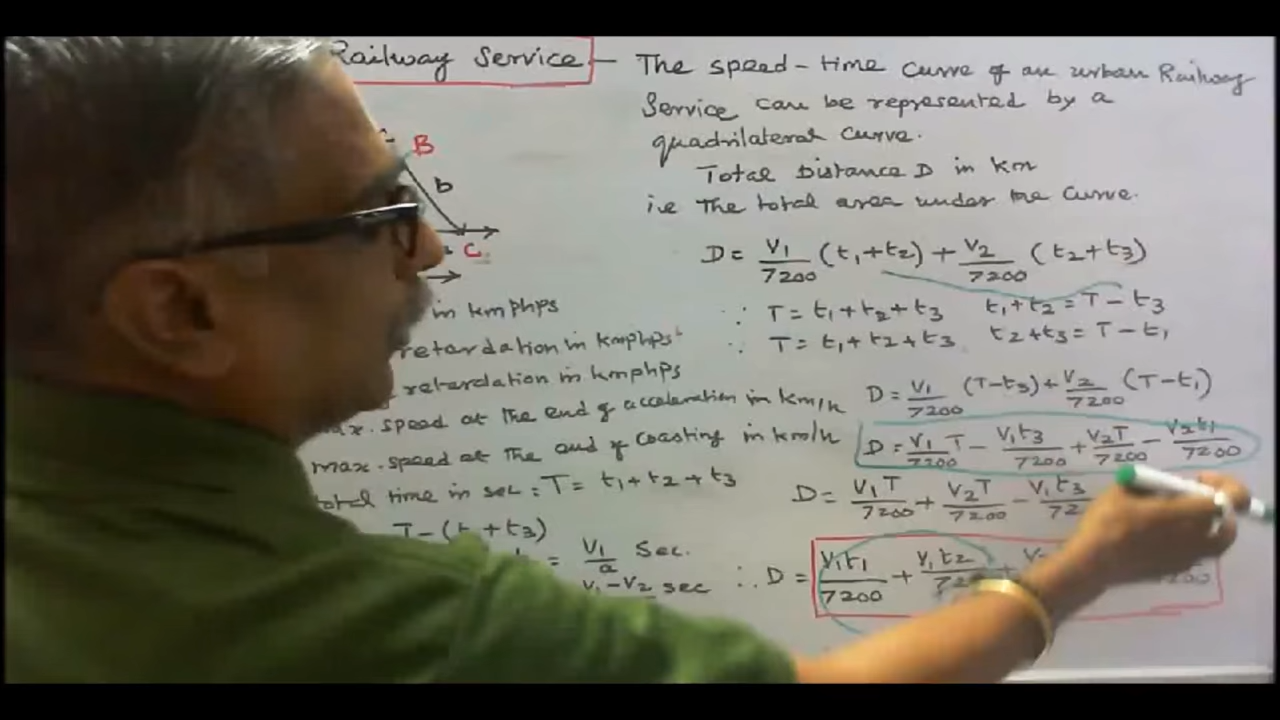 Railway Service — The speed-time curve of an urban Railway
Service can be represented by a
quadrilateral curve.
Total Distance D in km
i.e The total area under the curve.
B
b
C
D = V1/7200 (t1+t2) + V2/7200 (t2+t3)
∵ T = t1+t2+t3 t1+t2 = T-t3
∵ T = t1+t2+t3 t2+t3 = T-t1
D = V1/7200 (T-t3) + V2/7200 (T-t1)
D = V1/7200 T - V1t3/7200 + V2T/7200 - V2t1/7200
D = V1T/7200 + V2T/7200 - V1t3/72
∴ D = V1t1/7200 + V1t2/72 +
in kmphps
retardation in kmphps
retardation in kmphps
max. speed at the end of acceleration in km/h
max. speed at the end of coasting in km/h
total time in sec = T = t1+t2+t3
T-(t +t3)
= V1/a sec.
V1-V2 sec